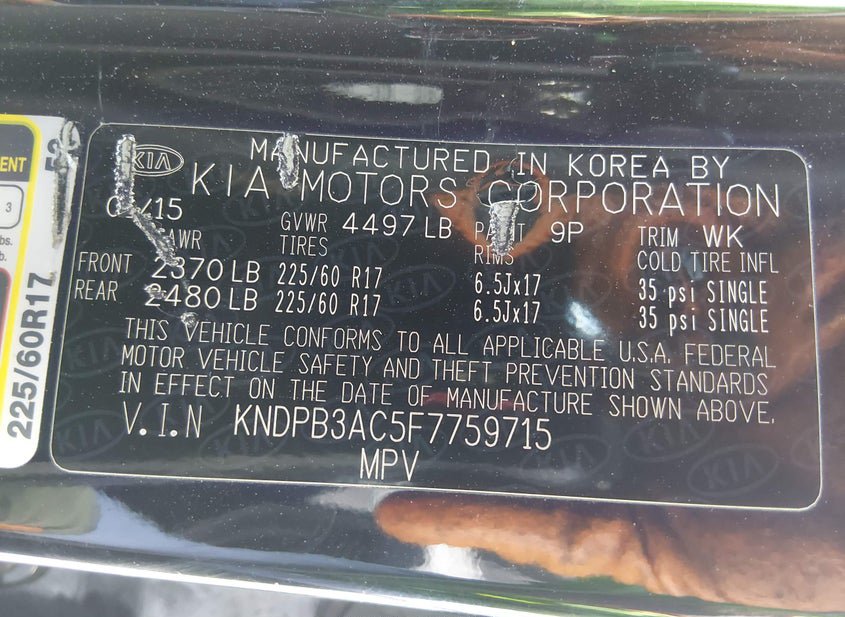 KIA
MANUFACTURED IN KOREA BY
KIA MOTORS CORPORATION
/15
GVWR 4497 LB
9P
TRIM WK
TIRES
RIMS
COLD TIRE INFL
FRONT 2370 LB 225/60 R17 6.5Jx17 35 psi SINGLE
REAR 2480 LB 225/60 R17 6.5Jx17 35 psi SINGLE
THIS VEHICLE CONFORMS TO ALL APPLICABLE U.S.A. FEDERAL
MOTOR VEHICLE SAFETY AND THEFT PREVENTION STANDARDS
IN EFFECT ON THE DATE OF MANUFACTURE SHOWN ABOVE.
V.I.N KNDPB3AC5F7759715
MPV
225/60R17
3